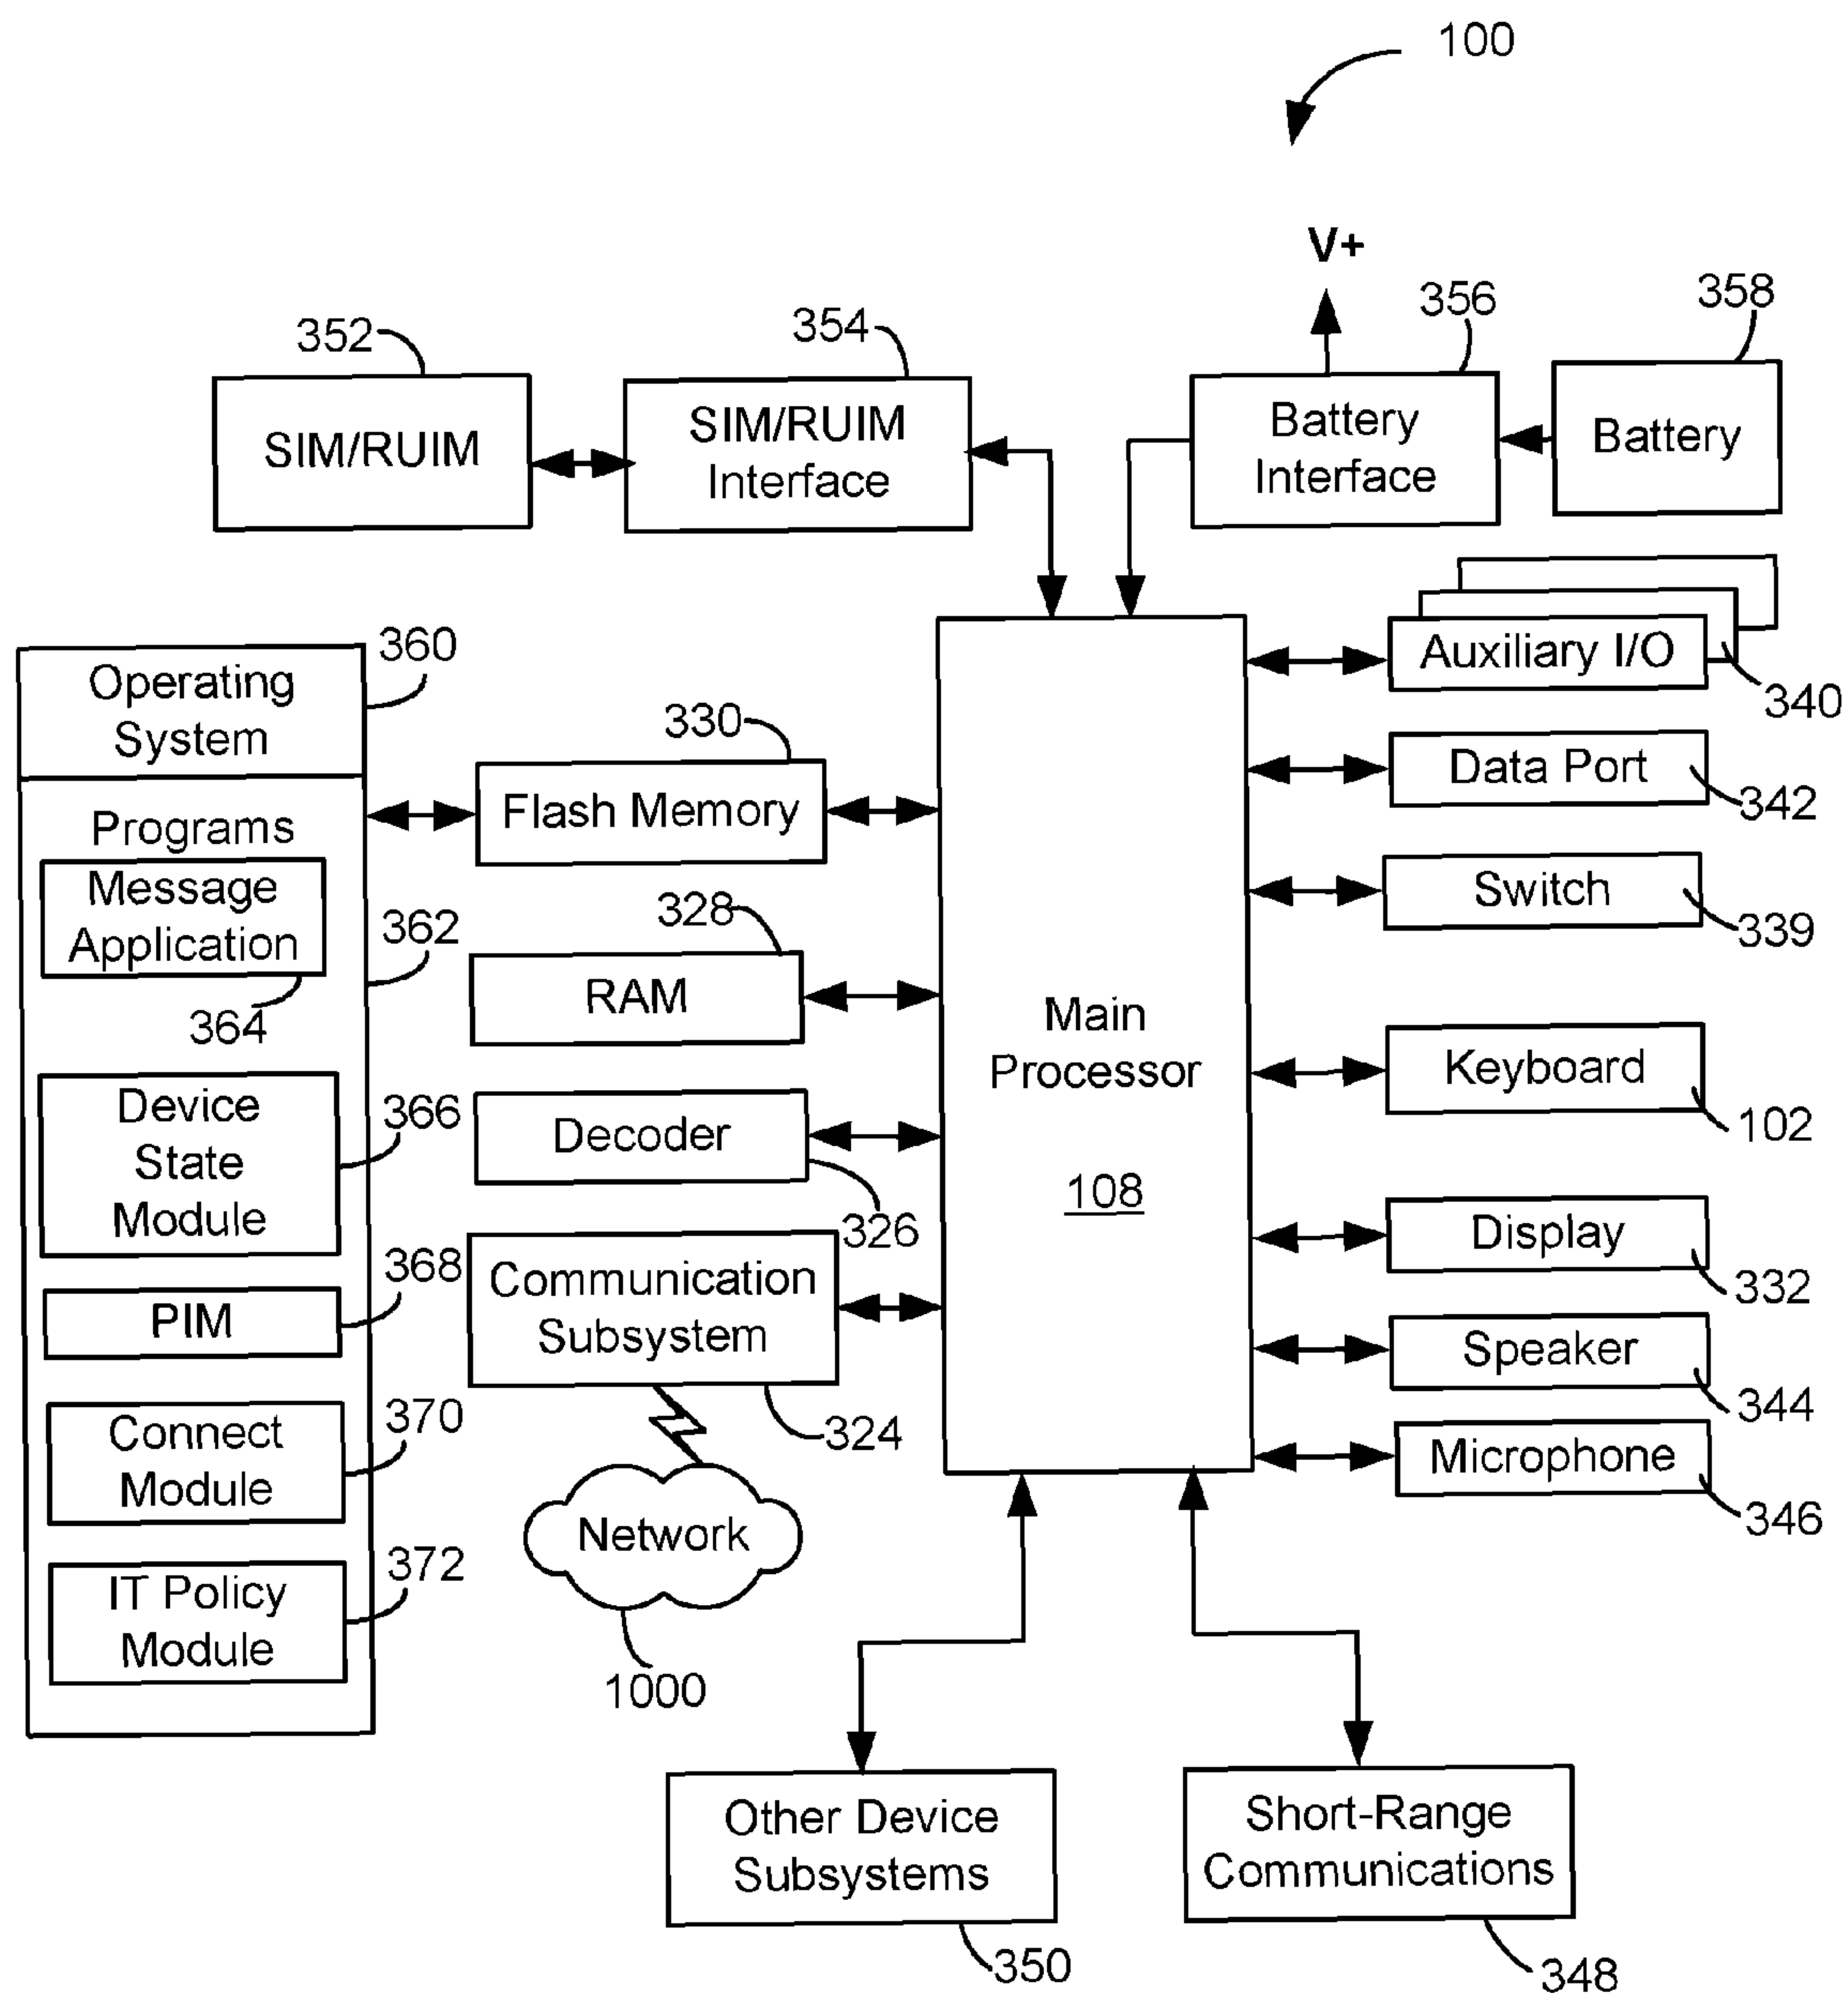 100
V+
352
354
356
358
SIM/RUIM
SIM/RUIM
Interface
Battery
Interface
Battery
360
Operating
System
Auxiliary I/O
340
330
Flash Memory
Data Port
342
Programs
Message
Application
364
362
328
RAM
Switch
339
Main
Processor
108
Keyboard
102
Device
State
Module
366
Decoder
326
Display
332
PIM
368
Communication
Subsystem
324
Speaker
344
Connect
Module
370
Microphone
346
Network
1000
IT Policy
Module
372
Other Device
Subsystems
350
Short-Range
Communications
348